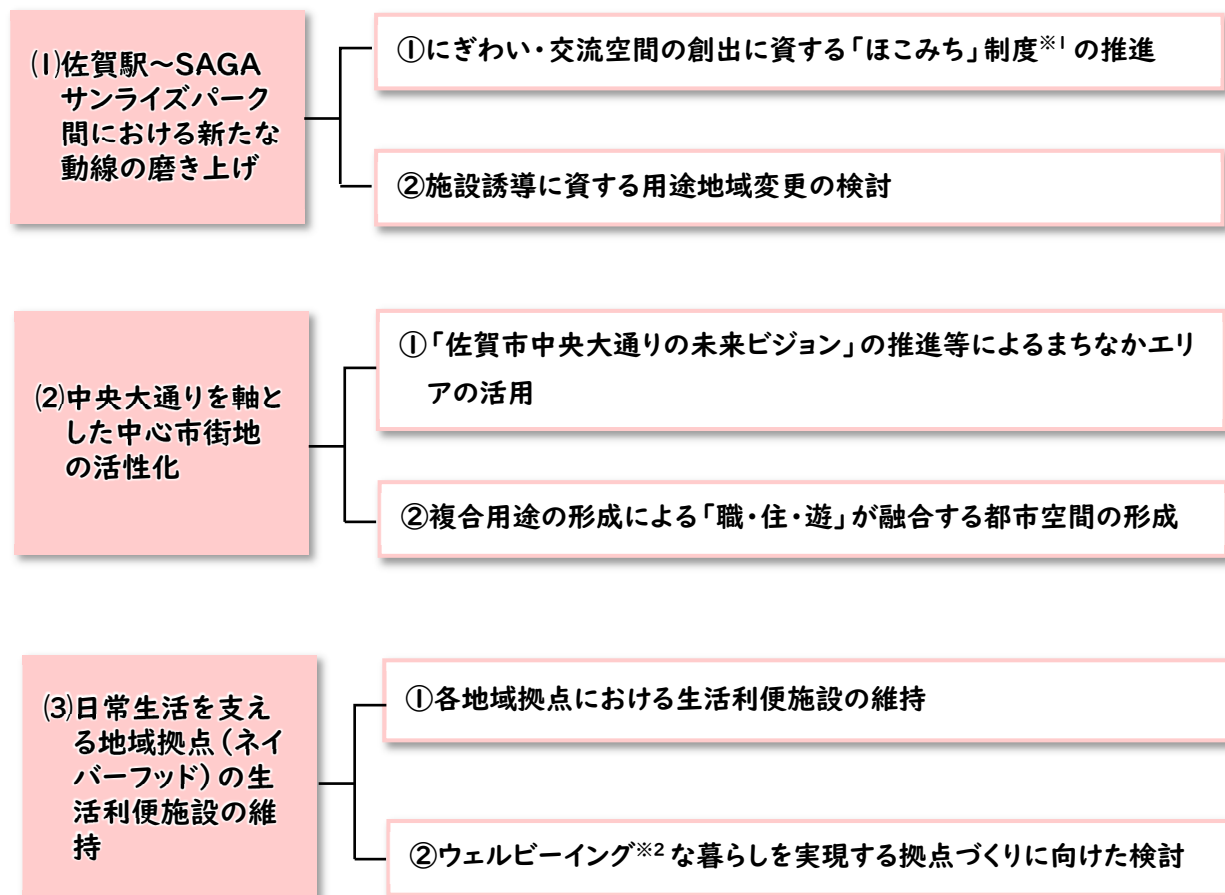 ⑴佐賀駅～SAGA
サンライズパーク
間における新たな
動線の磨き上げ
①にぎわい・交流空間の創出に資する「ほこみち」制度※1 の推進
②施設誘導に資する用途地域変更の検討
⑵中央大通りを軸と
した中心市街地
の活性化
①「佐賀市中央大通りの未来ビジョン」の推進等によるまちなかエリ
アの活用
②複合用途の形成による「職・住・遊」が融合する都市空間の形成
⑶日常生活を支え
る地域拠点（ネイ
バーフッド）の生
活利便施設の維
持
①各地域拠点における生活利便施設の維持
②ウェルビーイング※2 な暮らしを実現する拠点づくりに向けた検討